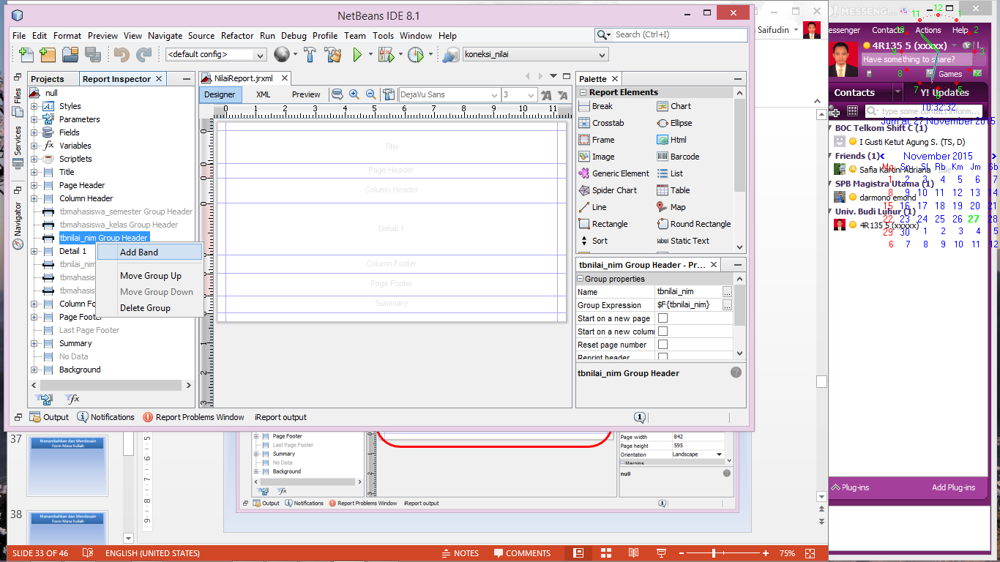 NetBeans IDE 8.1
File Edit Format Preview View Navigate Source Refactor Run Debug Profile Team Tools Window Help
Search (Ctrl+I)
<default config>
koneksi_nilai
Files
Services
Navigator
Projects
Report Inspector
null
Styles
Parameters
Fields
Variables
Scriptlets
Title
Page Header
Column Header
tbmahasiswa_semester Group Header
tbmahasiswa_kelas Group Header
tbnilai_nim Group Header
Detail 1
tbnilai_nim
tbmahasis
tbmahasis
Column Fo
Page Footer
Last Page Footer
Summary
No Data
Background
Add Band
Move Group Up
Move Group Down
Delete Group
NilaiReport.jrxml
Designer XML Preview
DejaVu Sans 3
0 1 2 3 4 5 6 7 8 9 10 11
Title
Page Header
Column Header
Detail 1
Column Footer
Page Footer
Summary
Palette
Report Elements
Break Chart
Crosstab Ellipse
Frame Html
Image Barcode
Generic Element List
Spider Chart Table
Line Map
Rectangle Round Rectangle
Sort Static Text
tbnilai_nim Group Header - Pr...
Group properties
Name tbnilai_nim ...
Group Expression $F{tbnilai_nim} ...
Start on a new page
Start on a new colum
Reset page number
Reprint header
tbnilai_nim Group Header
Output Notifications Report Problems Window iReport output
1
s Saifudin
37
Menambahkan dan Mendesain
Form Mata Kuliah
38
Menambahkan dan Mendesain
Form Mata Kuliah
Page Footer
Last Page Footer
Summary
No Data
Background
Page width 842
Page height 595
Orientation Landscape
Margins
null
Output Notifications Report Problems Window iReport output
SLIDE 33 OF 46 ENGLISH (UNITED STATES) NOTES COMMENTS 75%
MESSENG...
essenger Contacts Actions Help
4R135 5 (xxxxx)
Have something to share?
Games
Contacts Y! Updates
10:32:32
type some contact inform...
Jum'at 27 November 2015
BOC Telkom Shift C (1)
I Gusti Ketut Agung S. (TS, D)
Friends (1)
Safia Kartini Adriana - Idle
SPB Magistra Utama (1)
darmono emond
Univ. Budi Luhur (1)
4R135 5 (xxxxx)
November 2015
Mg Sn Sl Rb Km Jm Sb
1 2 3 4 5 6 7
8 9 10 11 12 13 14
15 16 17 18 19 20 21
22 23 24 25 26 27 28
29 30 1 2 3 4 5
6 7 8 9 10 11 12
Plug-ins Add Plug-ins